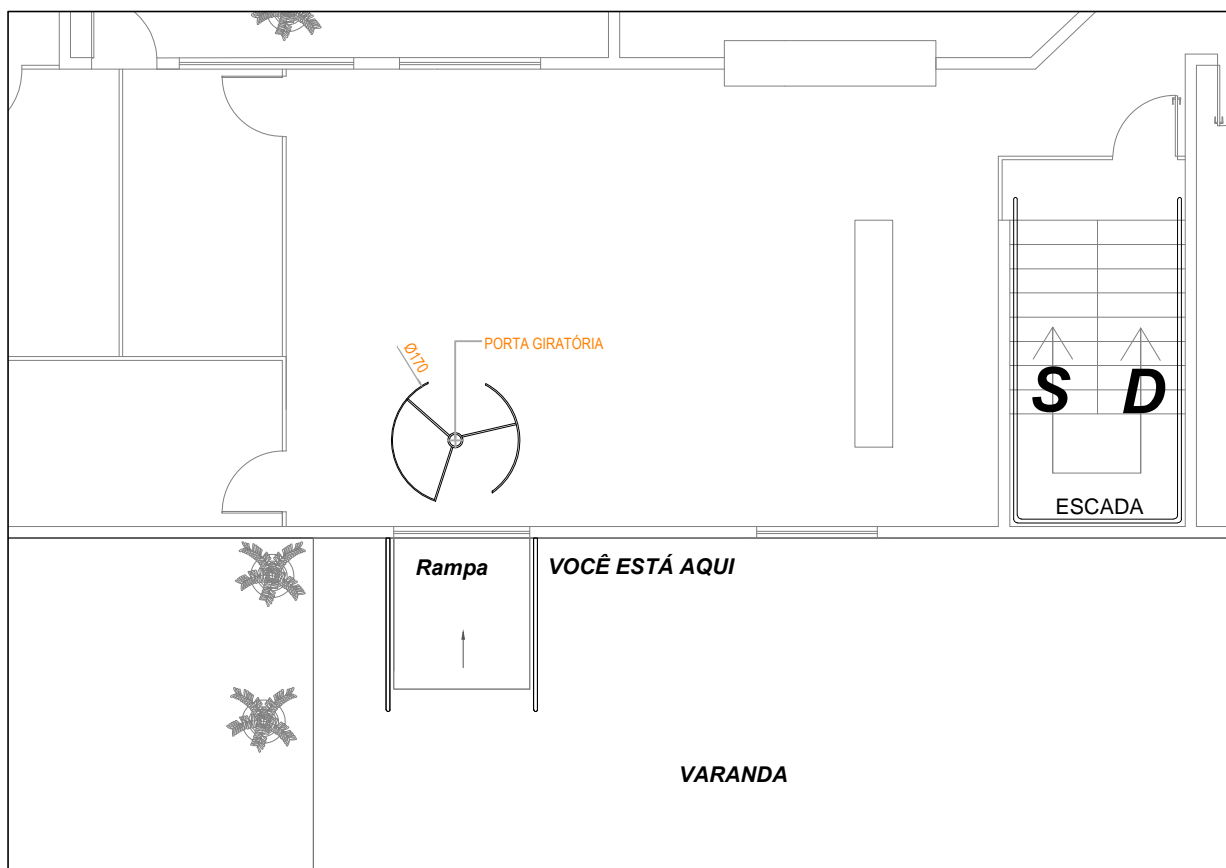 PORTA GIRATÓRIA
Ø170
S D
ESCADA
Rampa
VOCÊ ESTÁ AQUI
VARANDA